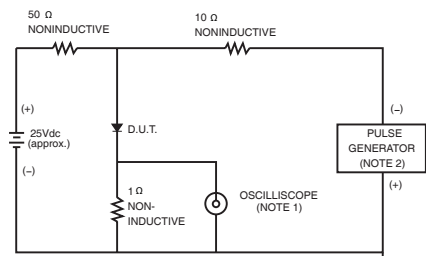 50 Ω
NONINDUCTIVE
10 Ω
NONINDUCTIVE
(+)
25Vdc
(approx.)
(−)
D.U.T.
1 Ω
NON-
INDUCTIVE
OSCILLISCOPE
(NOTE 1)
(−)
PULSE
GENERATOR
(NOTE 2)
(+)